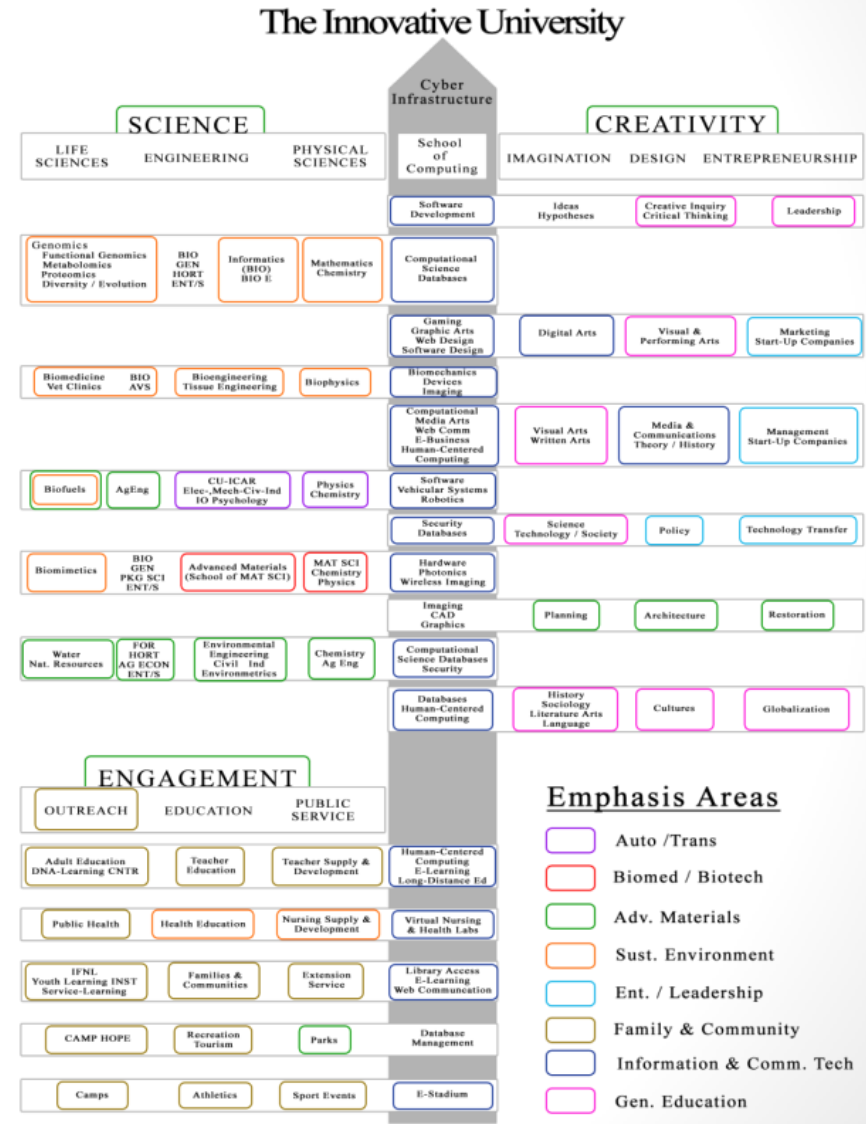 The Innovative University
Cyber
Infrastructure
SCIENCE
CREATIVITY
LIFE
SCIENCES
ENGINEERING
PHYSICAL
SCIENCES
School
of
Computing
IMAGINATION
DESIGN
ENTREPRENEURSHIP
Software
Development
Ideas
Hypotheses
Creative Inquiry
Critical Thinking
Leadership
Genomics
Functional Genomics
Metabolomics
Proteomics
Diversity / Evolution
BIO
GEN
HORT
ENT/S
Informatics
(BIO)
BIO E
Mathematics
Chemistry
Computational
Science
Databases
Gaming
Graphic Arts
Web Design
Software Design
Digital Arts
Visual &
Performing Arts
Marketing
Start-Up Companies
Biomedicine
Vet Clinics
BIO
AVS
Bioengineering
Tissue Engineering
Biophysics
Biomechanics
Devices
Imaging
Computational
Media Arts
Web Comm
E-Business
Human-Centered
Computing
Visual Arts
Written Arts
Media &
Communications
Theory / History
Management
Start-Up Companies
Biofuels
AgEng
CU-ICAR
Elec-,Mech-Civ-Ind
IO Psychology
Physics
Chemistry
Software
Vehicular Systems
Robotics
Security
Databases
Science
Technology / Society
Policy
Technology Transfer
Biomimetics
BIO
GEN
PKG SCI
ENT/S
Advanced Materials
(School of MAT SCI)
MAT SCI
Chemistry
Physics
Hardware
Photonics
Wireless Imaging
Imaging
CAD
Graphics
Planning
Architecture
Restoration
Water
Nat. Resources
FOR
HORT
AG ECON
ENT/S
Environmental
Engineering
Civil Ind
Environmetrics
Chemistry
Ag Eng
Computational
Science Databases
Security
Databases
Human-Centered
Computing
History
Sociology
Literature Arts
Language
Cultures
Globalization
ENGAGEMENT
OUTREACH
EDUCATION
PUBLIC
SERVICE
Adult Education
DNA-Learning CNTR
Teacher
Education
Teacher Supply &
Development
Human-Centered
Computing
E-Learning
Long-Distance Ed
Public Health
Health Education
Nursing Supply &
Development
Virtual Nursing
& Health Labs
IFNL
Youth Learning INST
Service-Learning
Families &
Communities
Extension
Service
Library Access
E-Learning
Web Communcation
CAMP HOPE
Recreation
Tourism
Parks
Database
Management
Camps
Athletics
Sport Events
E-Stadium
Emphasis Areas
Auto /Trans
Biomed / Biotech
Adv. Materials
Sust. Environment
Ent. / Leadership
Family & Community
Information & Comm. Tech
Gen. Education